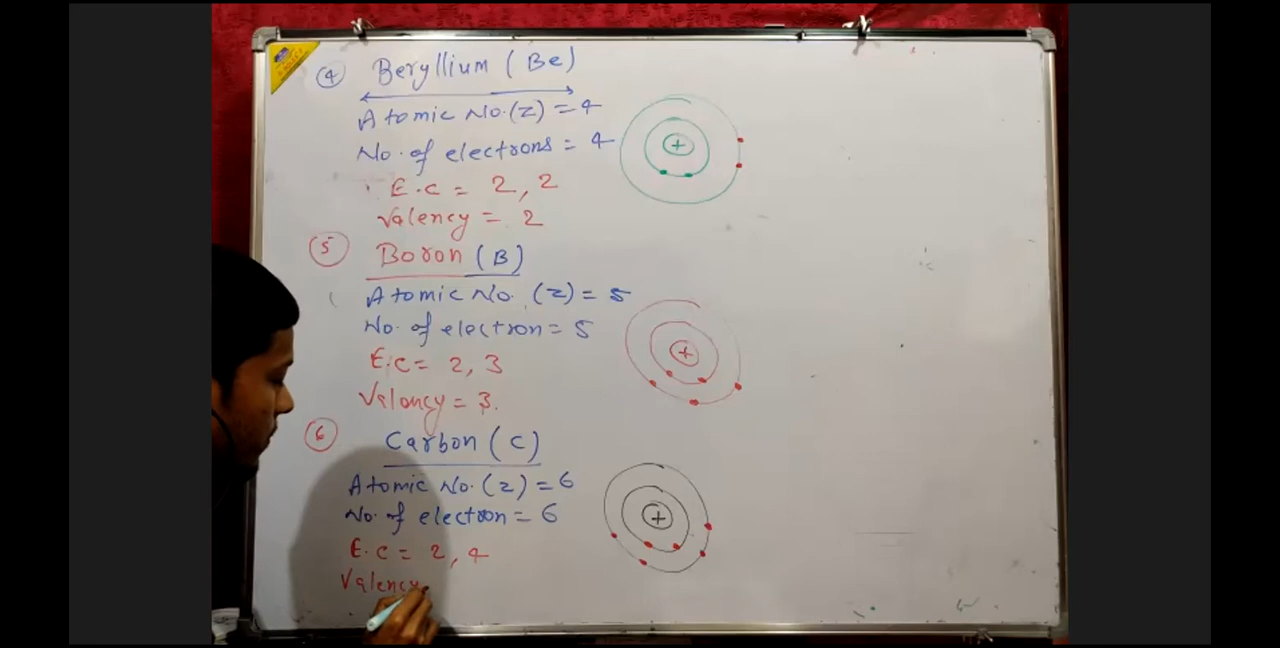 ④ Beryllium (Be)
Atomic No. (Z) = 4
No. of electrons = 4
E.C = 2, 2
Valency = 2
+
⑤ Boron (B)
Atomic No. (Z) = 5
No. of electron = 5
E.C = 2, 3
Valency = 3.
+
⑥ Carbon (C)
Atomic No. (Z) = 6
No. of electron = 6
E.C = 2, 4
Valency
+